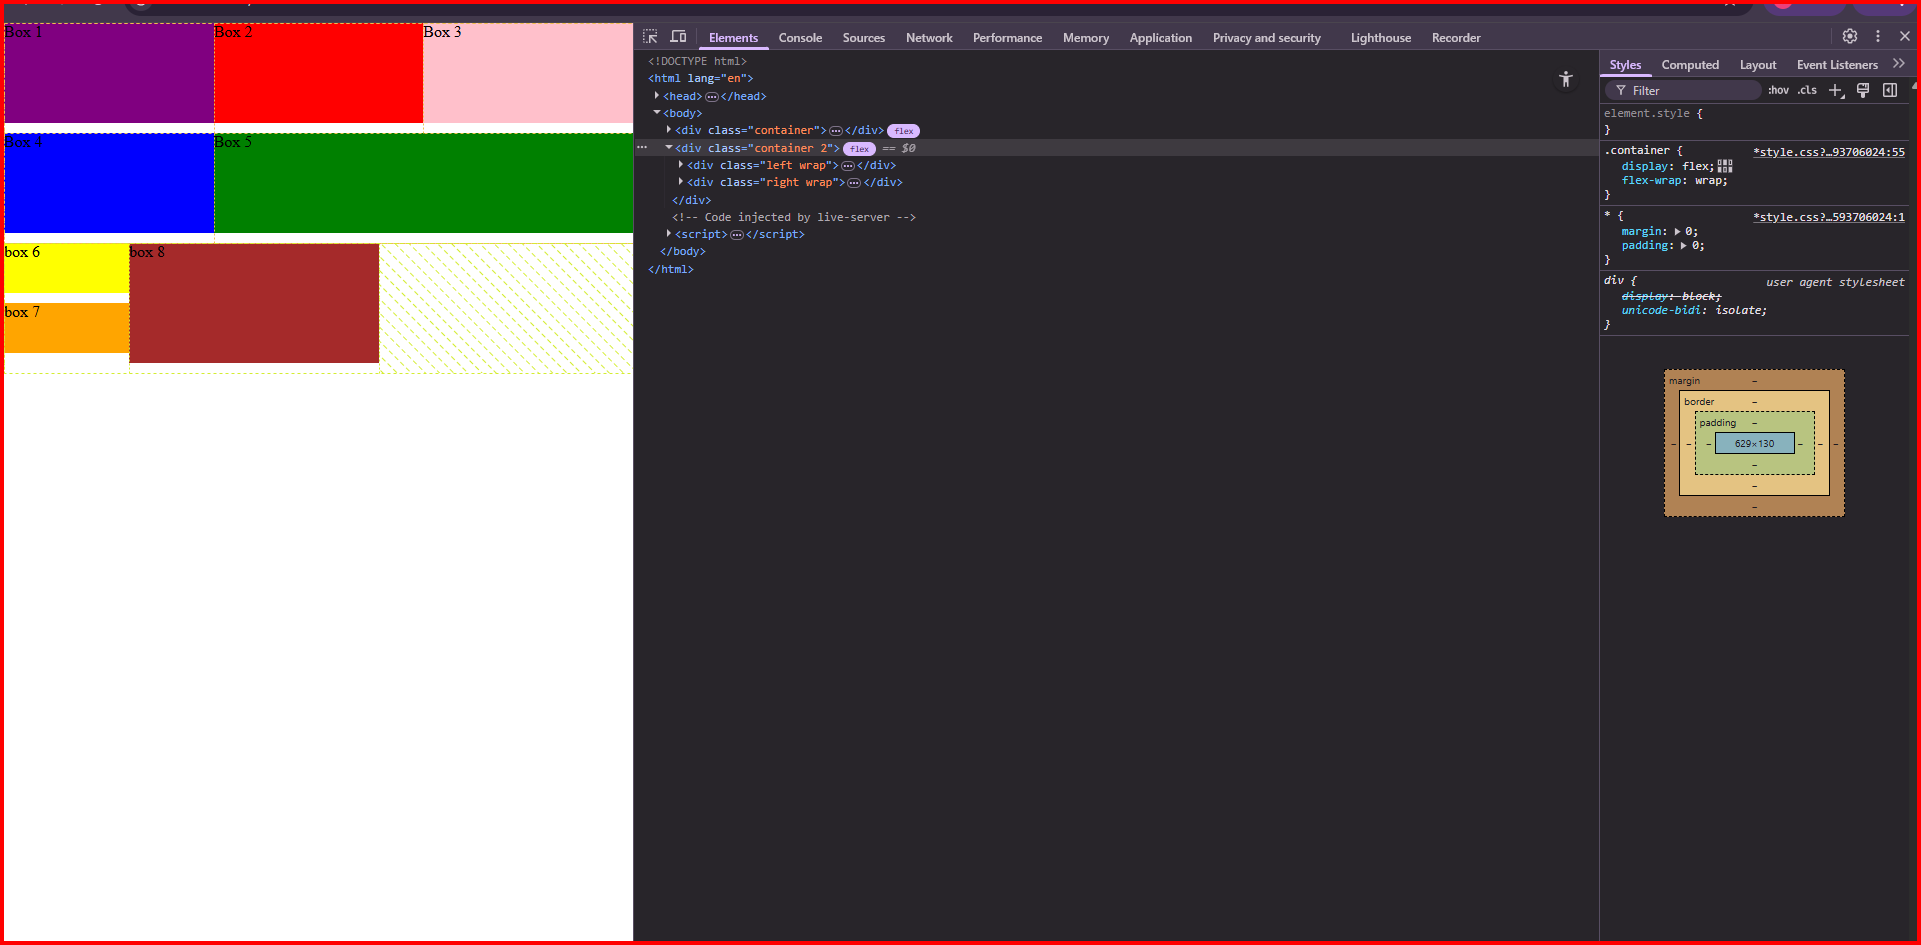 Box 1 Box 2 Box 3
Box 4 Box 5
box 6 box 8
box 7
Elements Console Sources Network Performance Memory Application Privacy and security Lighthouse Recorder
<!DOCTYPE html>
<html lang="en">
<head> </head>
<body>
<div class="container"> </div> flex
<div class="container 2"> flex == $0
<div class="left wrap"> </div>
<div class="right wrap"> </div>
</div>
<!-- Code injected by live-server -->
<script> </script>
</body>
</html>
Styles Computed Layout Event Listeners
Filter :hov .cls
element.style {
}
.container { *style.css?…93706024:55
display: flex;
flex-wrap: wrap;
}
* { *style.css?…593706024:1
margin: 0;
padding: 0;
}
div { user agent stylesheet
display: block;
unicode-bidi: isolate;
}
margin –
border –
padding –
– – – 629×130 – – –
–
–
–